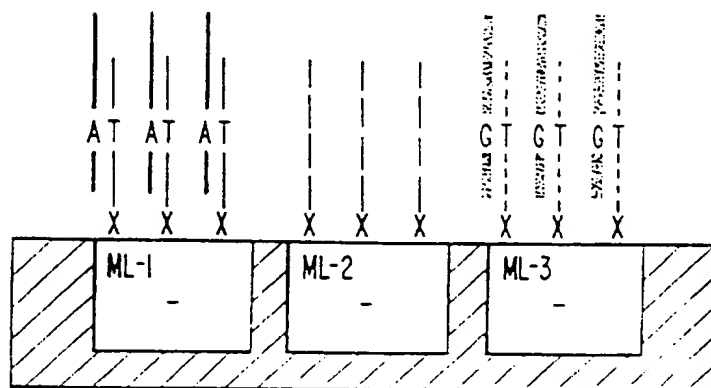 A T A T A T G T G T G T
X X X X X X X X X
ML-1 ML-2 ML-3
- - -